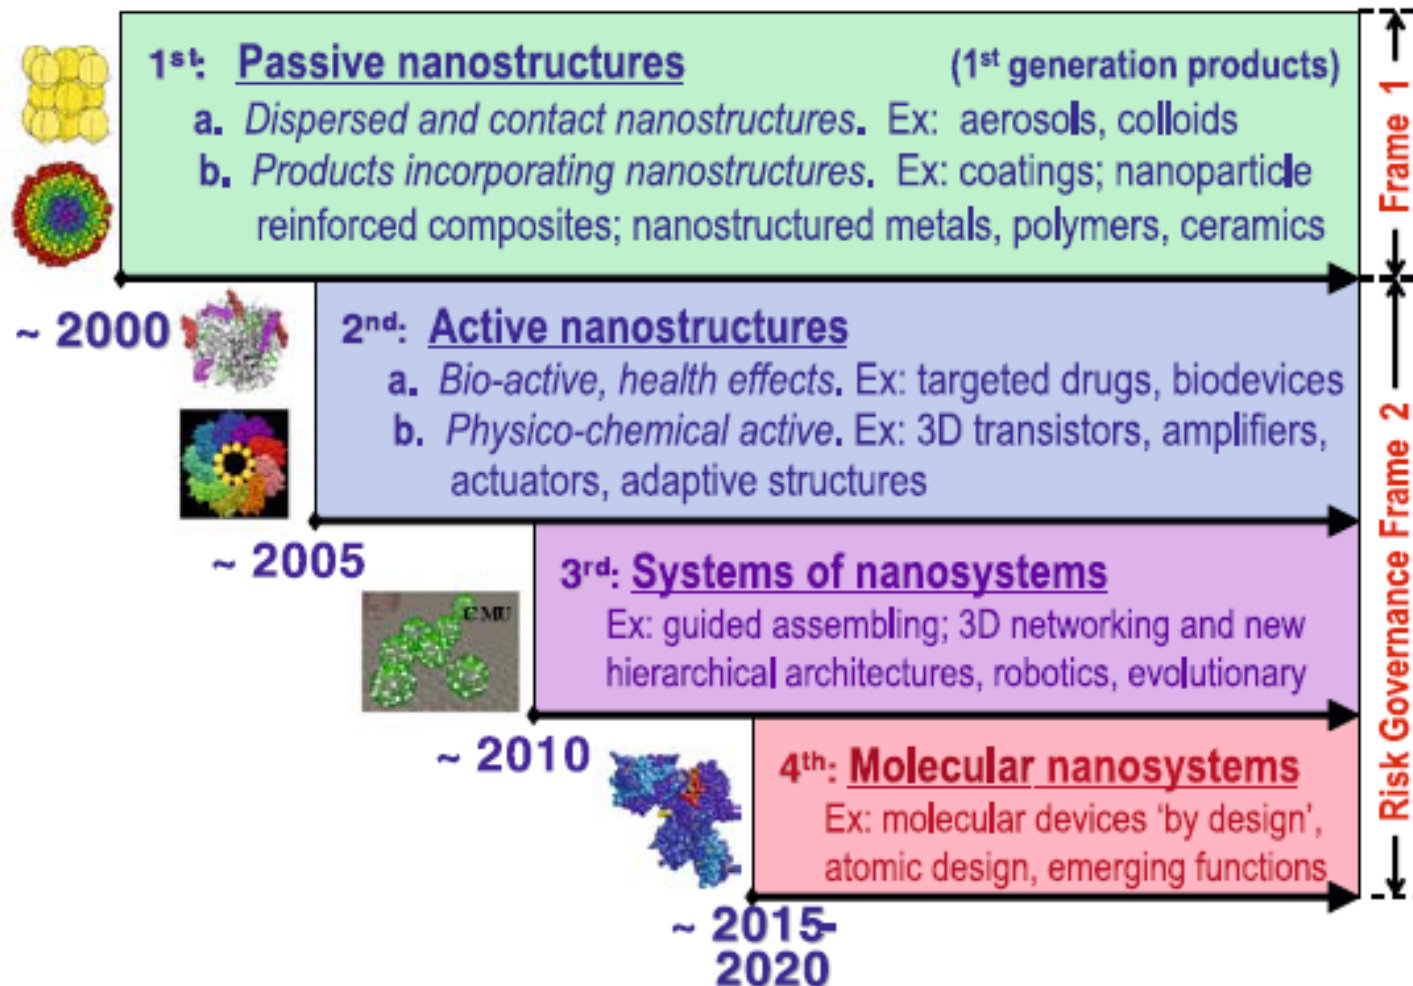 1st: Passive nanostructures (1st generation products)
a. Dispersed and contact nanostructures. Ex: aerosols, colloids
b. Products incorporating nanostructures. Ex: coatings; nanoparticle
reinforced composites; nanostructured metals, polymers, ceramics
Frame 1
~ 2000
2nd: Active nanostructures
a. Bio-active, health effects. Ex: targeted drugs, biodevices
b. Physico-chemical active. Ex: 3D transistors, amplifiers,
actuators, adaptive structures
~ 2005
3rd: Systems of nanosystems
Ex: guided assembling; 3D networking and new
hierarchical architectures, robotics, evolutionary
CMU
~ 2010
4th: Molecular nanosystems
Ex: molecular devices ‘by design’,
atomic design, emerging functions
~ 2015-
2020
Risk Governance Frame 2